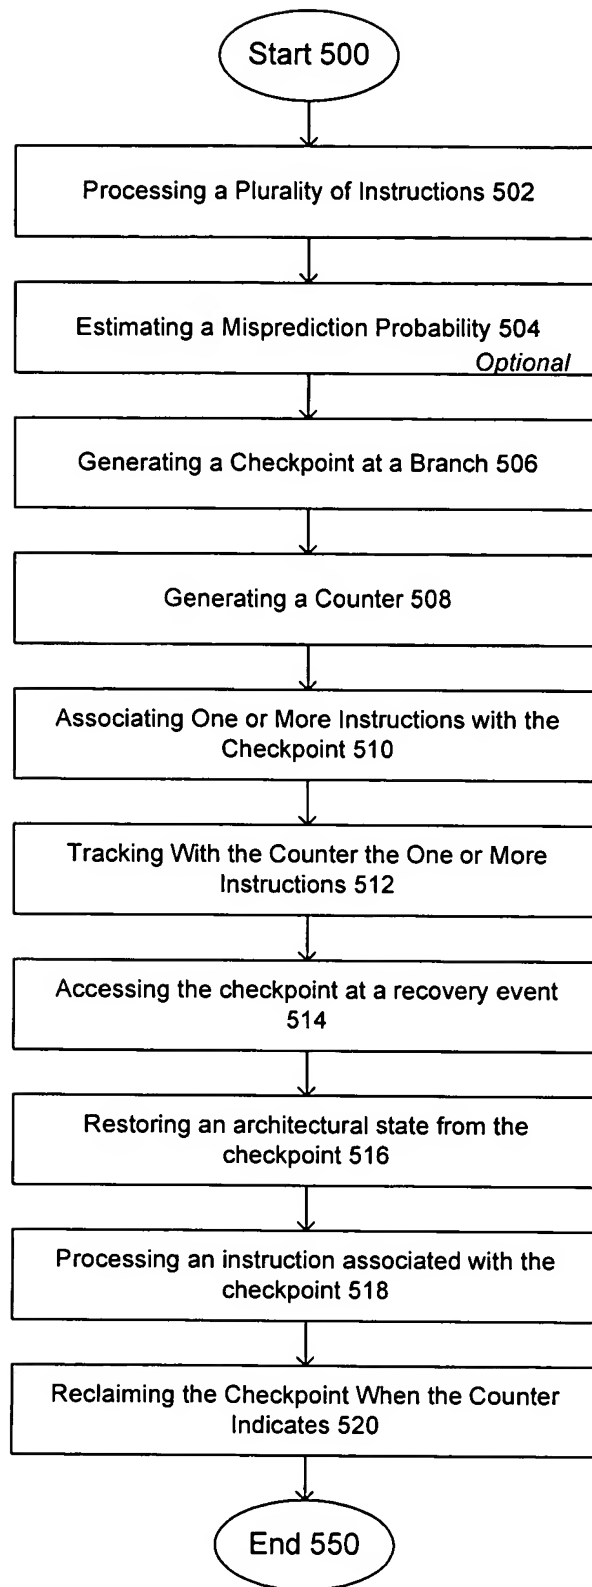 Start 500
Processing a Plurality of Instructions 502
Estimating a Misprediction Probability 504
Optional
Generating a Checkpoint at a Branch 506
Generating a Counter 508
Associating One or More Instructions with the
Checkpoint 510
Tracking With the Counter the One or More
Instructions 512
Accessing the checkpoint at a recovery event
514
Restoring an architectural state from the
checkpoint 516
Processing an instruction associated with the
checkpoint 518
Reclaiming the Checkpoint When the Counter
Indicates 520
End 550